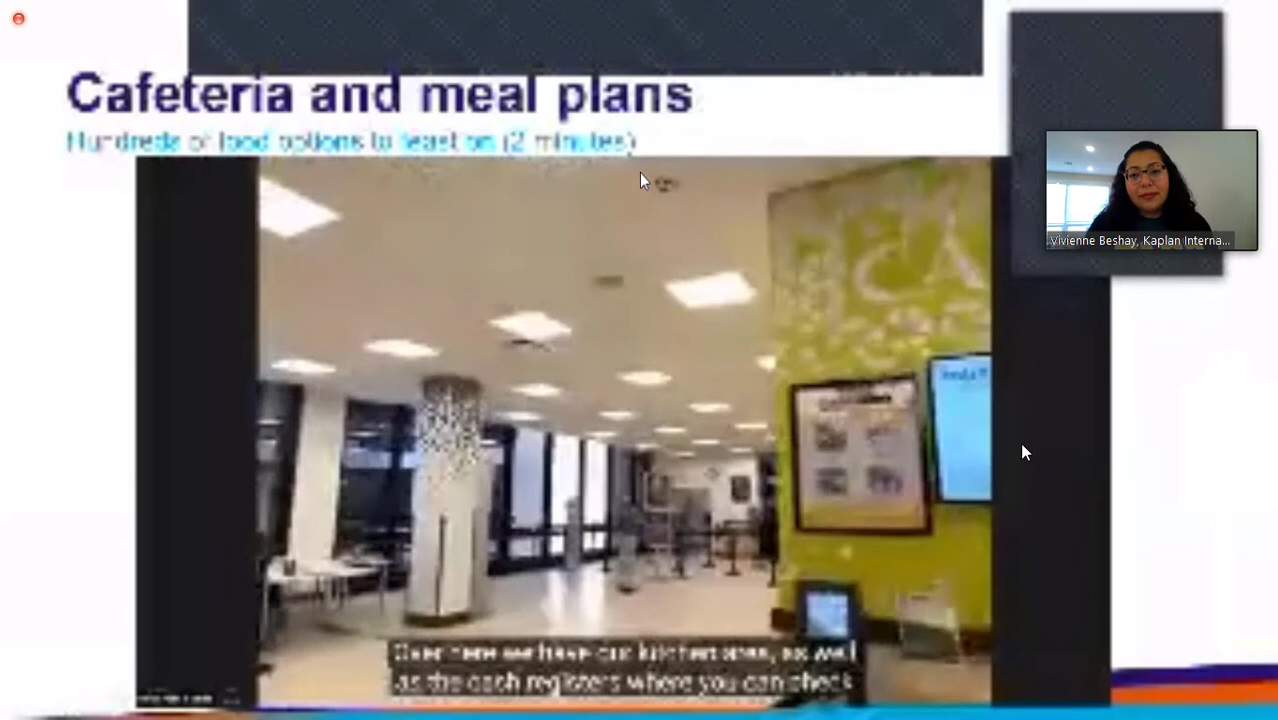 Cafeteria and meal plans
Hundreds of food options to feast on (2 minutes)
CA
Vivienne Beshay, Kaplan Interna...
Over here we have our kitchen area, as well
as the cash registers where you can check